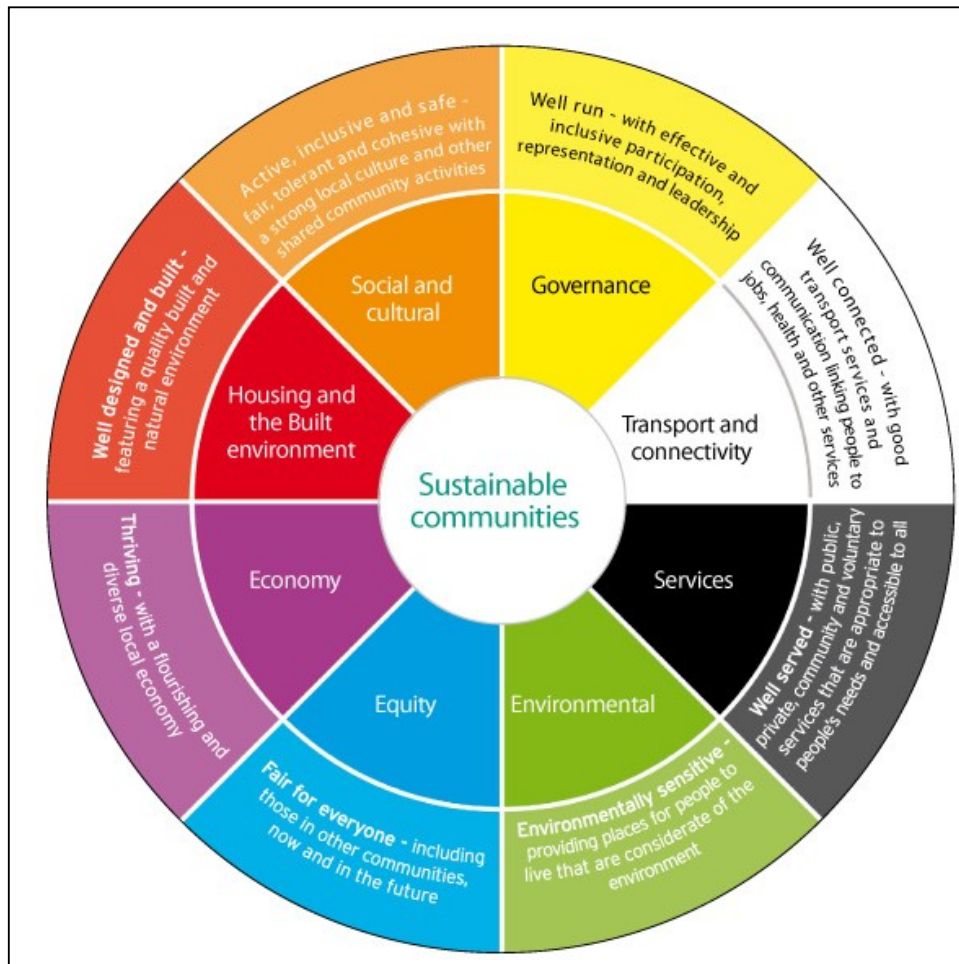 Sustainable
communities
Governance
Well run - with effective and
inclusive participation,
representation and leadership
Transport and
connectivity
Well connected - with good
transport services and
communication linking people to
jobs, health and other services
Services
Well served - with public,
private, community and voluntary
services that are appropriate to
people's needs and accessible to all
Environmental
Environmentally sensitive -
providing places for people to
live that are considerate of the
environment
Equity
Fair for everyone - including
those in other communities,
now and in the future
Economy
Thriving - with a flourishing and
diverse local economy
Housing and
the Built
environment
Well designed and built -
featuring a quality built and
natural environment
Social and
cultural
Active, inclusive and safe -
fair, tolerant and cohesive with
a strong local culture and other
shared community activities